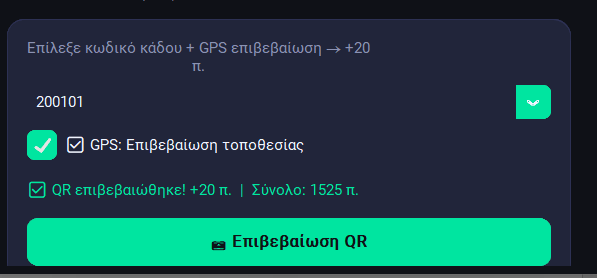 Επίλεξε κωδικό κάδου + GPS επιβεβαίωση → +20
π.
200101
GPS: Επιβεβαίωση τοποθεσίας
QR επιβεβαιώθηκε! +20 π. | Σύνολο: 1525 π.
Επιβεβαίωση QR